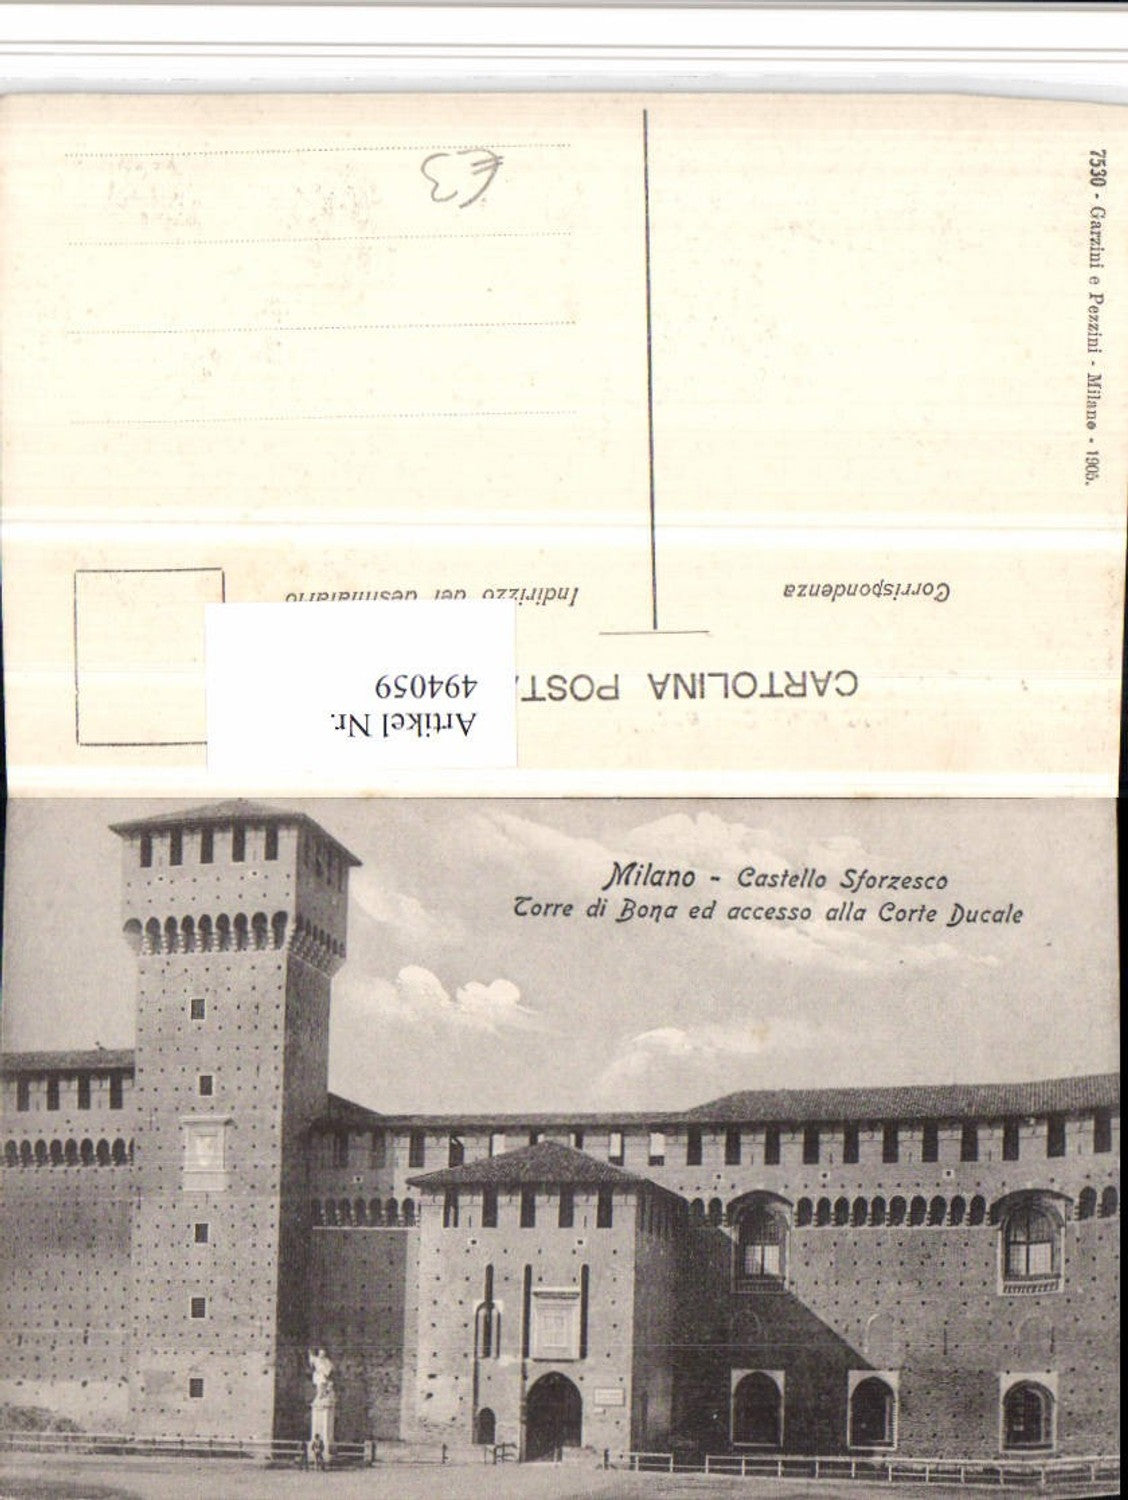 €3
7530 - Garzini e Pezzini - Milano - 1905.
Corrispondenza
Indirizzo del destinatario
CARTOLINA POST
Artikel Nr.
494059
Milano - Castello Sforzesco
Torre di Bona ed accesso alla Corte Ducale